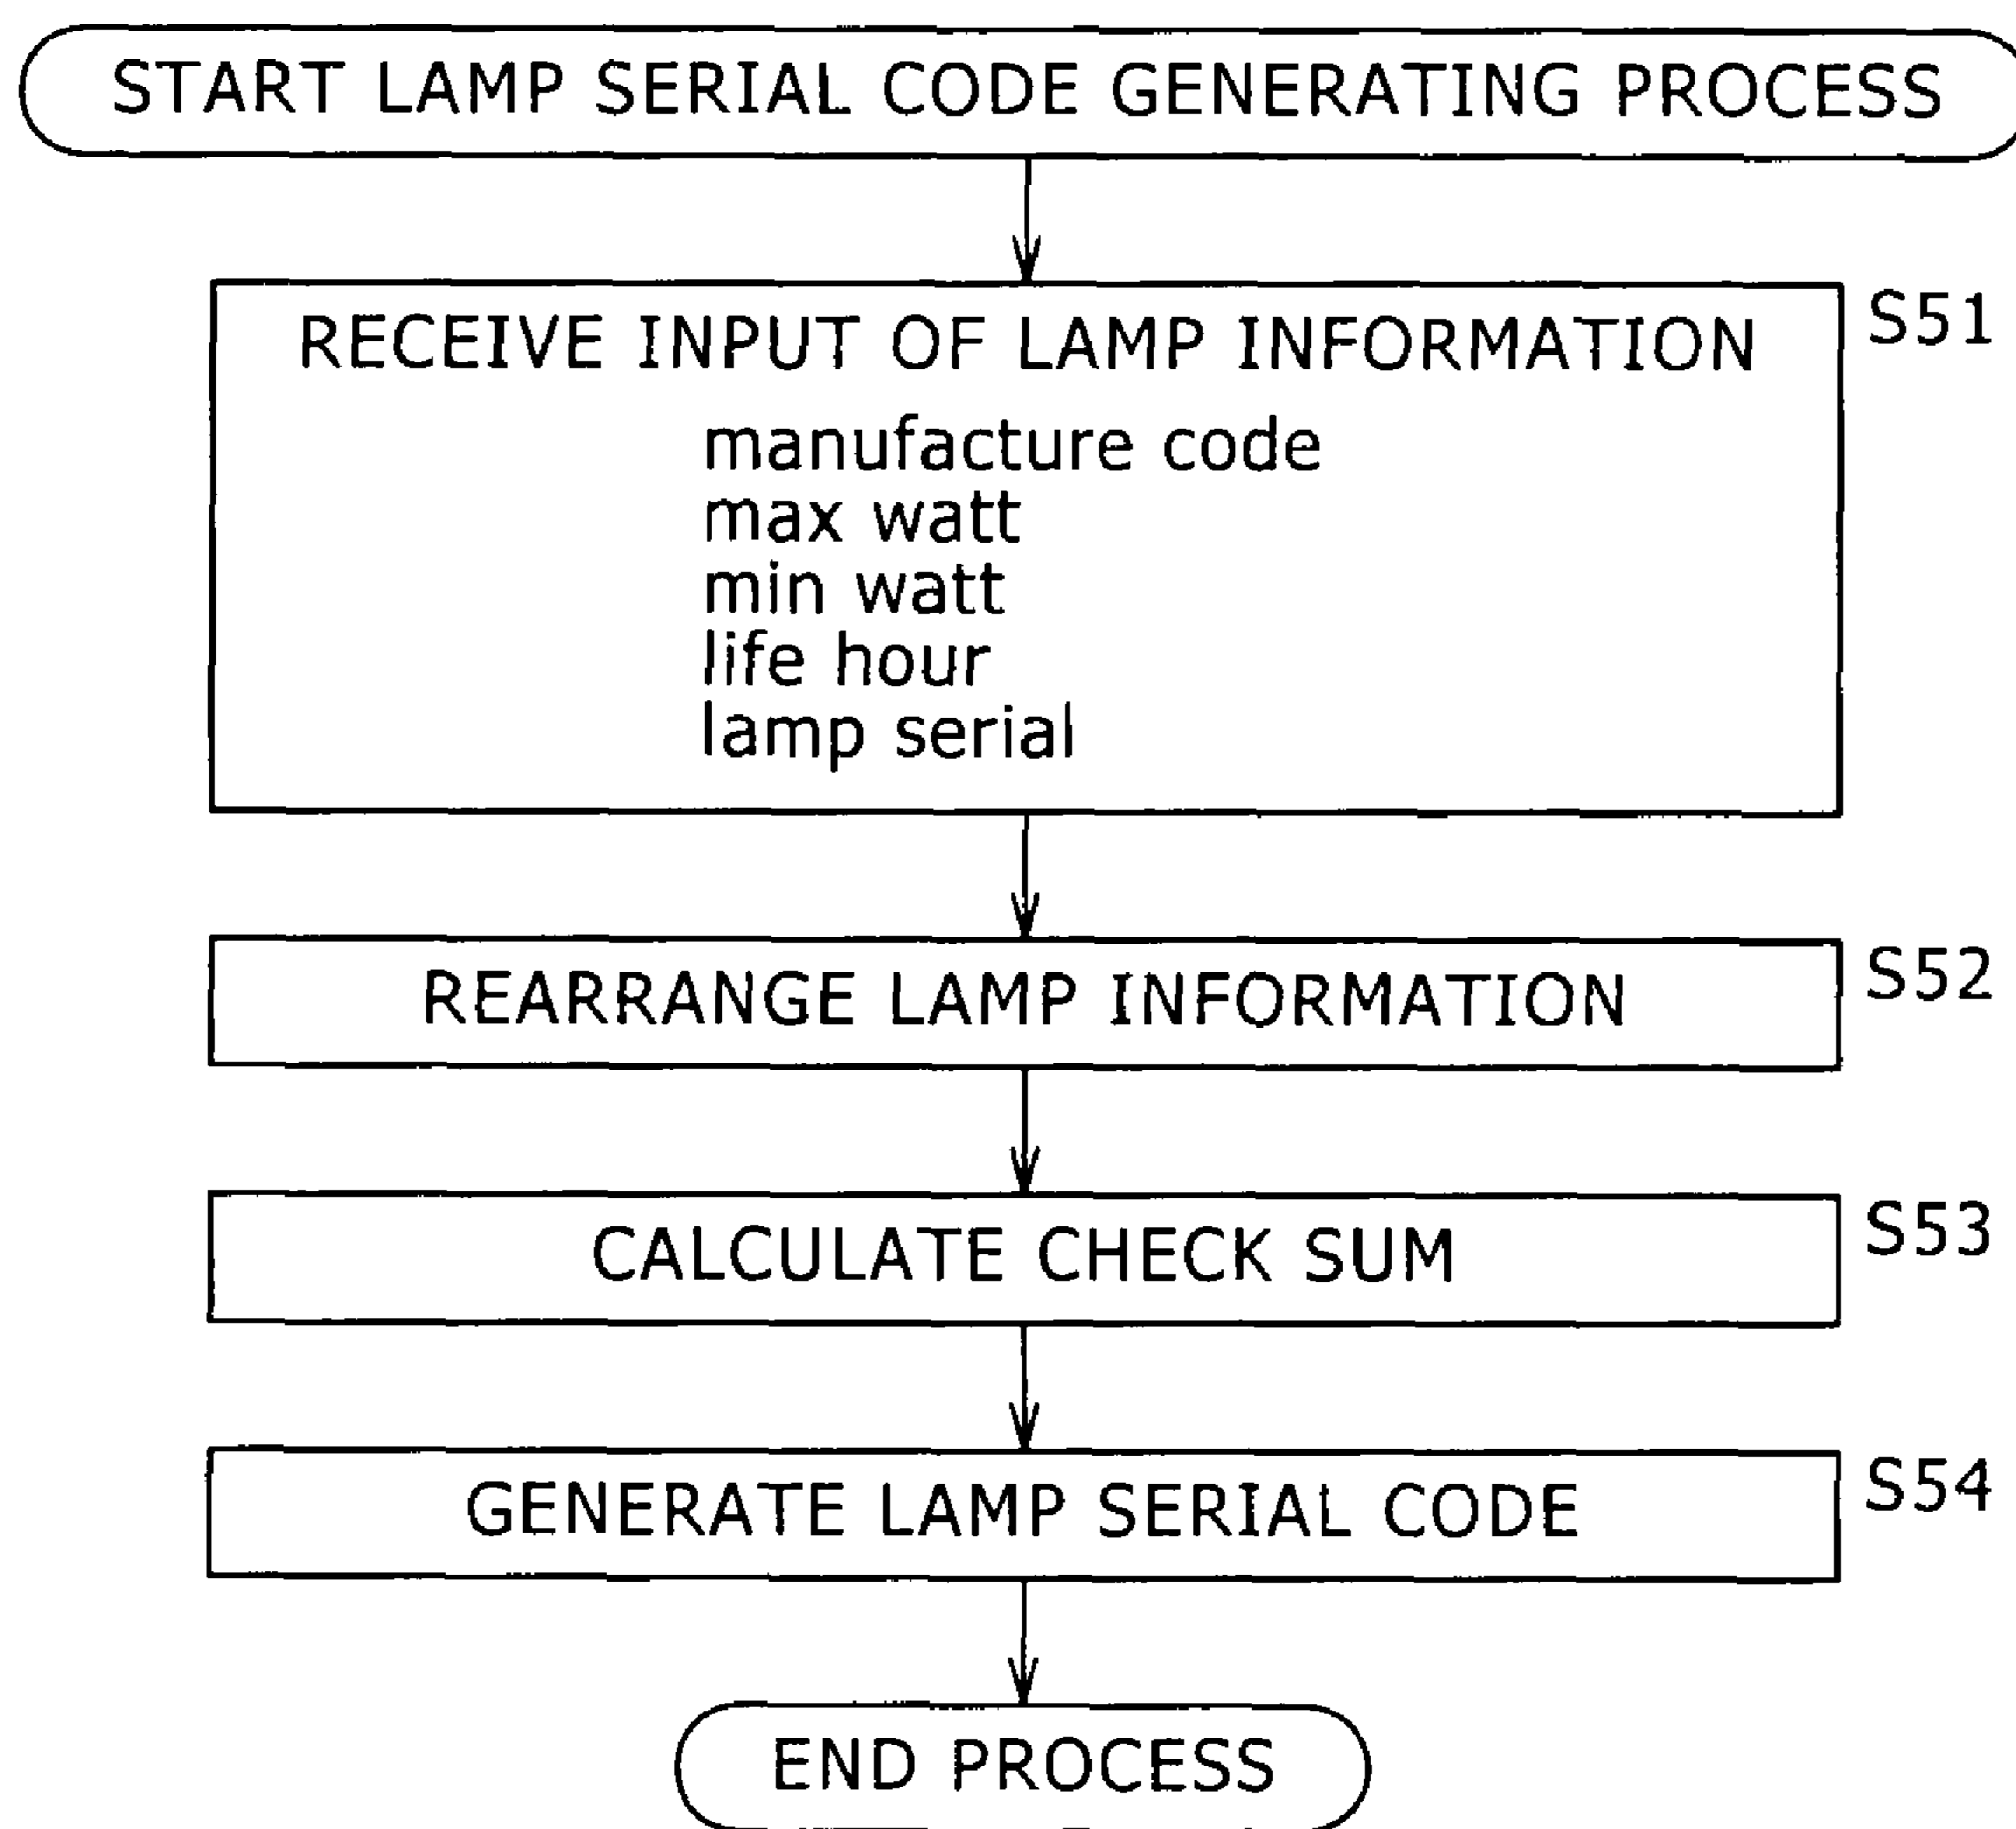 START LAMP SERIAL CODE GENERATING PROCESS
RECEIVE INPUT OF LAMP INFORMATION S51
manufacture code
max watt
min watt
life hour
lamp serial
REARRANGE LAMP INFORMATION S52
CALCULATE CHECK SUM S53
GENERATE LAMP SERIAL CODE S54
END PROCESS